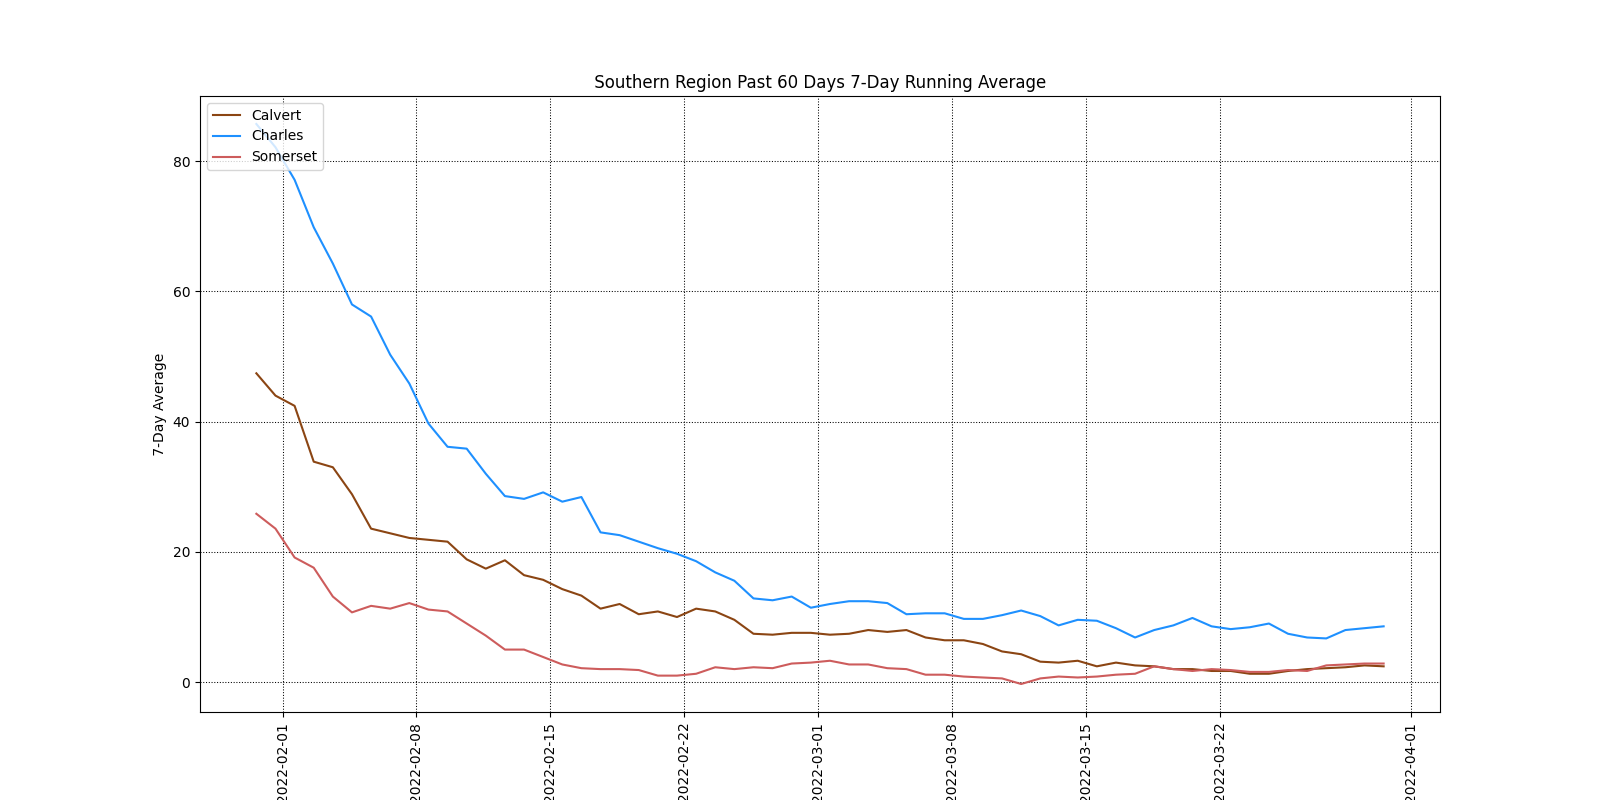 Southern Region Past 60 Days 7-Day Running Average
Calvert
Charles
Somerset
7-Day Average
80
60
40
20
0
2022-02-01
2022-02-08
2022-02-15
2022-02-22
2022-03-01
2022-03-08
2022-03-15
2022-03-22
2022-04-01